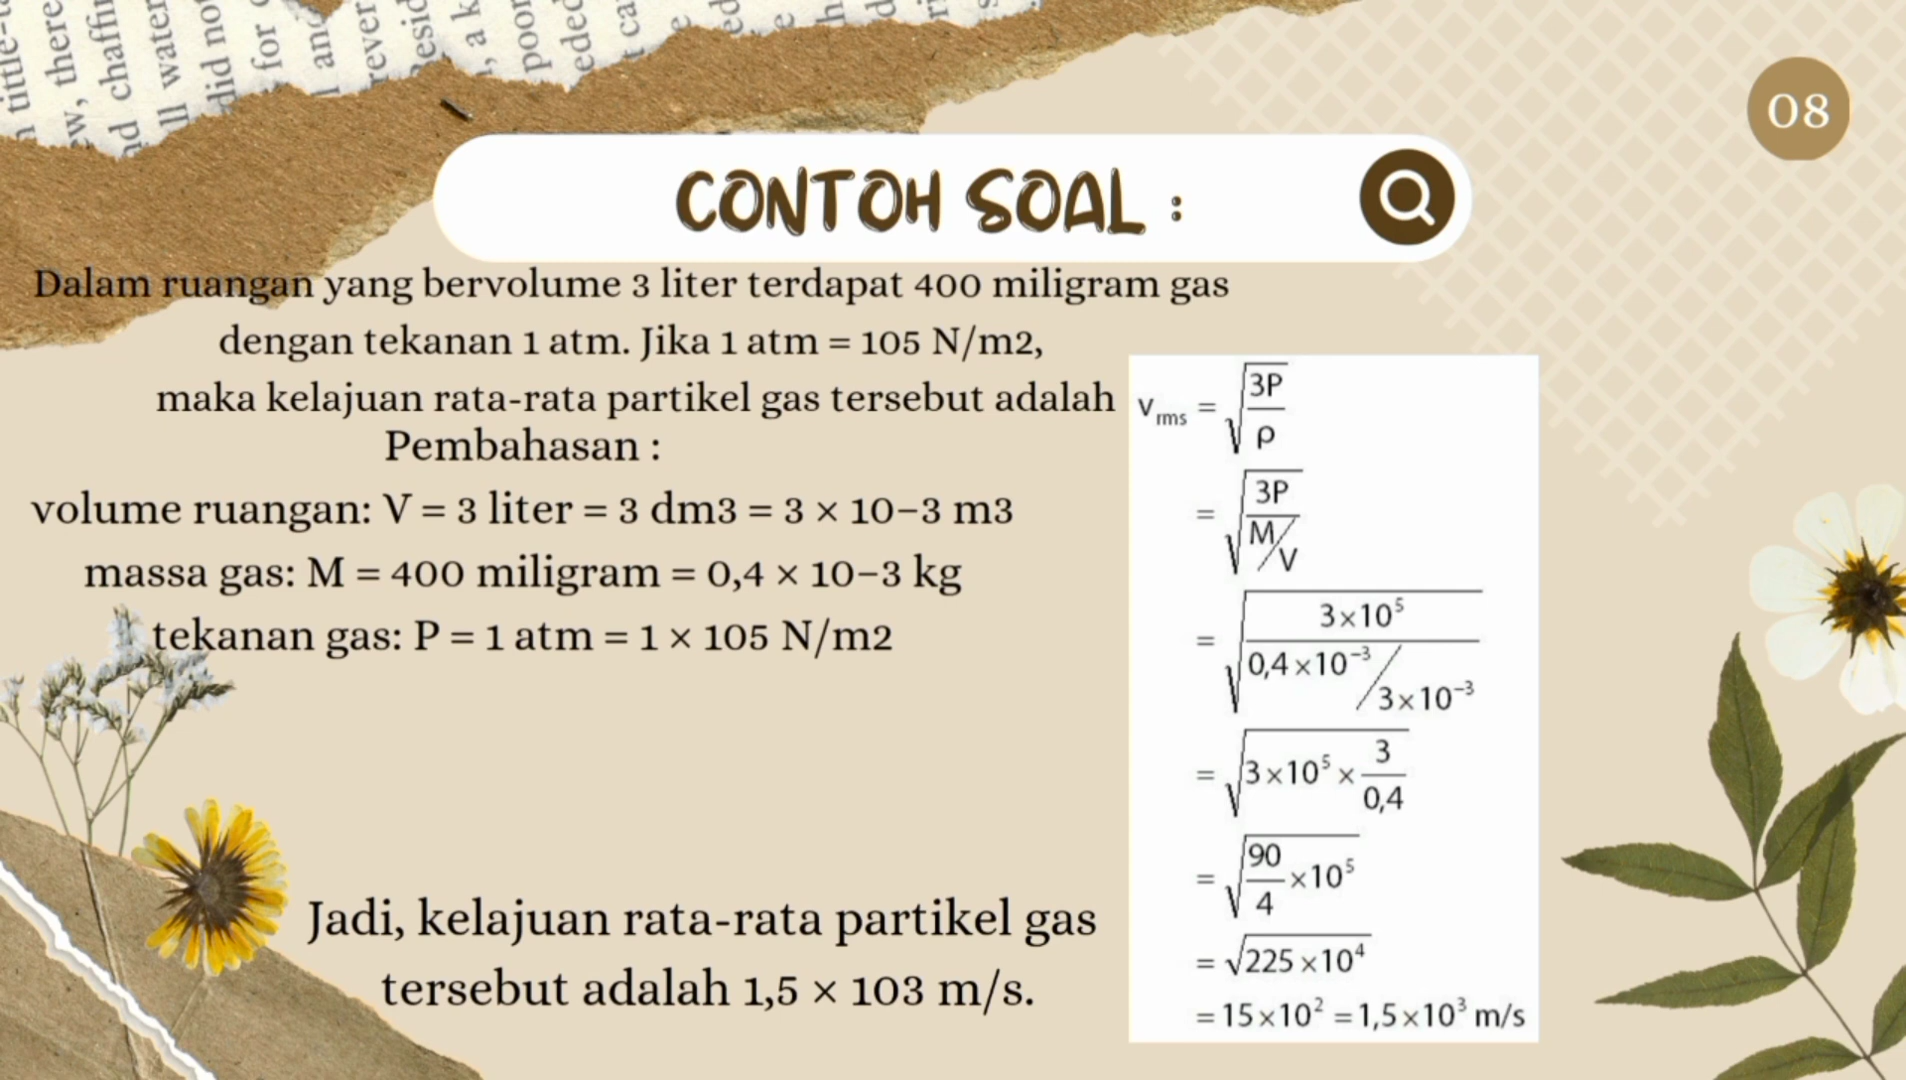 08
CONTOH SOAL :
Dalam ruangan yang bervolume 3 liter terdapat 400 miligram gas
dengan tekanan 1 atm. Jika 1 atm = 105 N/m2,
maka kelajuan rata-rata partikel gas tersebut adalah
Pembahasan :
volume ruangan: V = 3 liter = 3 dm3 = 3 × 10−3 m3
massa gas: M = 400 miligram = 0,4 × 10−3 kg
tekanan gas: P = 1 atm = 1 × 105 N/m2
v_rms = √(3P/ρ)
= √(3P/(M/V))
= √(3×10⁵/(0,4×10⁻³/3×10⁻³))
= √(3×10⁵×3/0,4)
= √(90/4×10⁵)
= √(225×10⁴)
= 15×10² = 1,5×10³ m/s
Jadi, kelajuan rata-rata partikel gas
tersebut adalah 1,5 × 103 m/s.